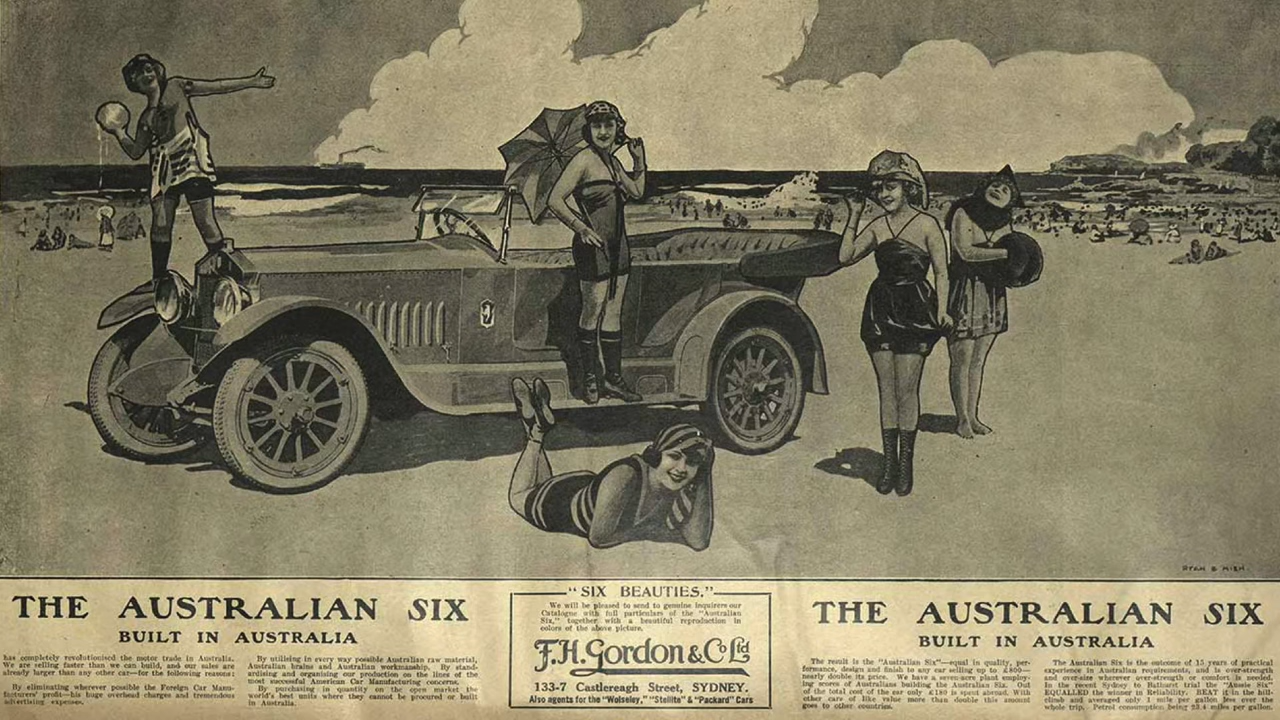 RYAN & MISH.
THE AUSTRALIAN SIX
BUILT IN AUSTRALIA
has completely revolutionised the motor trade in Australia.
We are selling faster than we can build, and our sales are
already larger than any other car—for the following reasons:
By eliminating wherever possible the Foreign Car Manu-
facturers' profit—his huge overhead charges and tremendous
advertising expenses.
By utilising in every way possible Australian raw material,
Australian brains and Australian workmanship. By stand-
ardising and organising our production on the lines of the
most successful American Car Manufacturing concerns.
By purchasing in quantity on the open market the
world's best units where they cannot be procured or built
in Australia.
"SIX BEAUTIES."
We will be pleased to send to genuine inquirers our
Catalogue with full particulars of the "Australian
Six," together with a beautiful reproduction in
colors of the above picture.
F.H. Gordon & Co Ltd
133-7 Castlereagh Street, SYDNEY.
Also agents for the "Wolseley," "Stellite" & "Packard" Cars
THE AUSTRALIAN SIX
BUILT IN AUSTRALIA
The result is the "Australian Six"—equal in quality, per-
formance, design and finish to any car selling up to £800—
nearly double its price. We have a seven-acre plant employ-
ing scores of Australians building the Australian Six. Out
of the total cost of the car only £180 is spent abroad. With
other cars of like value more than double this amount
goes to other countries.
The Australian Six is the outcome of 15 years of practical
experience in Australian requirements, and is over-strength
and over-size wherever over-strength or comfort is needed.
In the recent Sydney to Bathurst trial the "Aussie Six"
EQUALLED the winner in Reliability. BEAT it in the hill-
climb and averaged only 1 mile per gallon less over the
whole trip. Petrol consumption being 23.4 miles per gal.